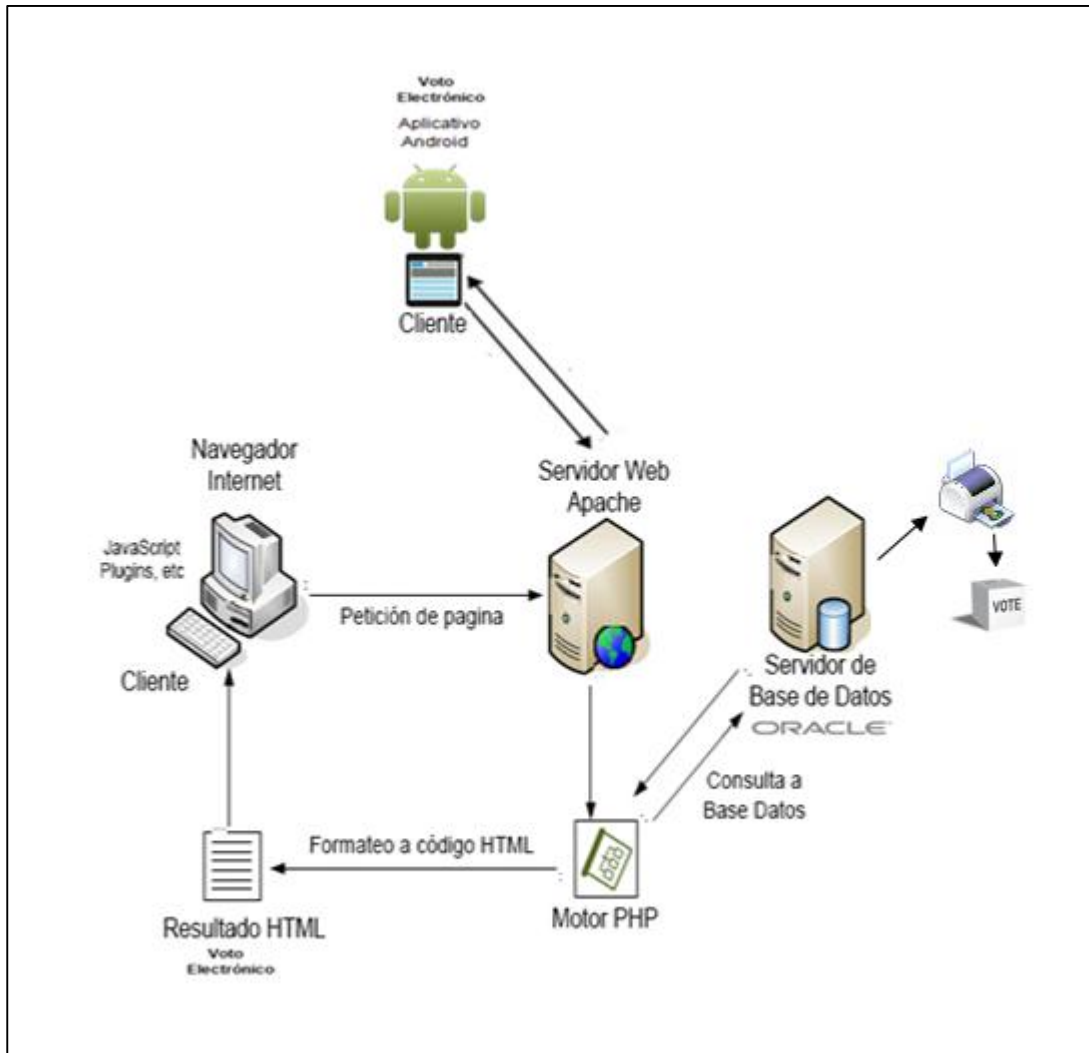 Voto
Electrónico
Aplicativo
Android
Cliente
Navegador
Internet
JavaScript
Plugins, etc
Cliente
Petición de pagina
Servidor Web
Apache
VOTE
Servidor de
Base de Datos
ORACLE
Consulta a
Base Datos
Formateo a código HTML
Motor PHP
Resultado HTML
Voto
Electrónico